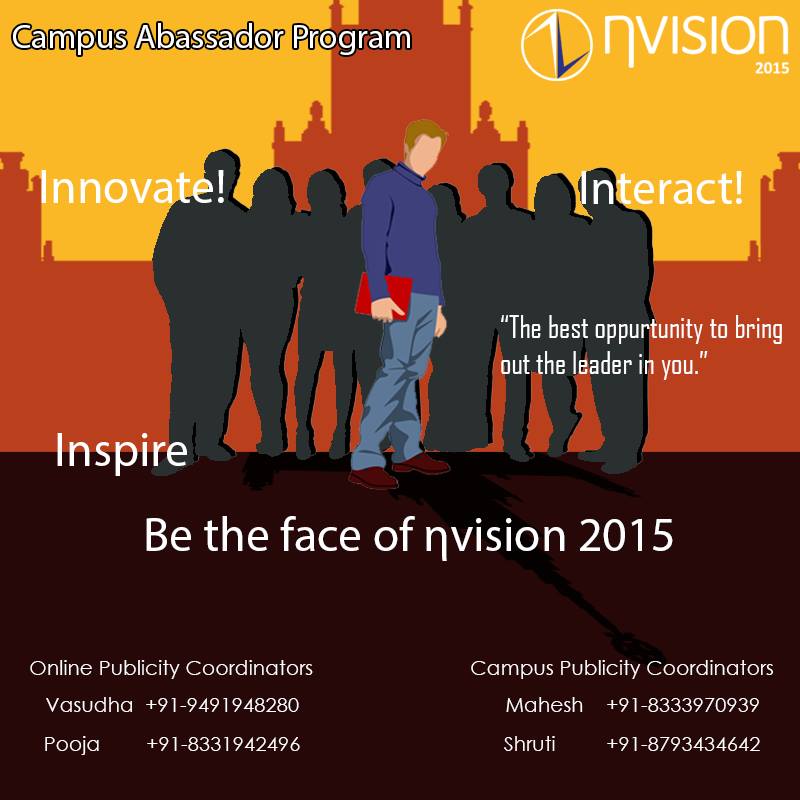 Campus Abassador Program
ηvision
2015
Innovate!
Interact!
“The best oppurtunity to bring
out the leader in you.”
Inspire
Be the face of ηvision 2015
Online Publicity Coordinators
Vasudha +91-9491948280
Pooja +91-8331942496
Campus Publicity Coordinators
Mahesh +91-8333970939
Shruti +91-8793434642